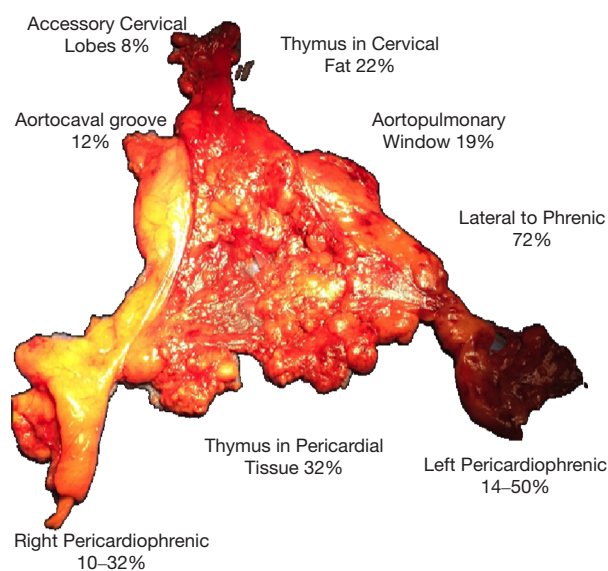 Accessory Cervical
Lobes 8%
Thymus in Cervical
Fat 22%
Aortocaval groove
12%
Aortopulmonary
Window 19%
Lateral to Phrenic
72%
Thymus in Pericardial
Tissue 32%
Left Pericardiophrenic
14–50%
Right Pericardiophrenic
10–32%